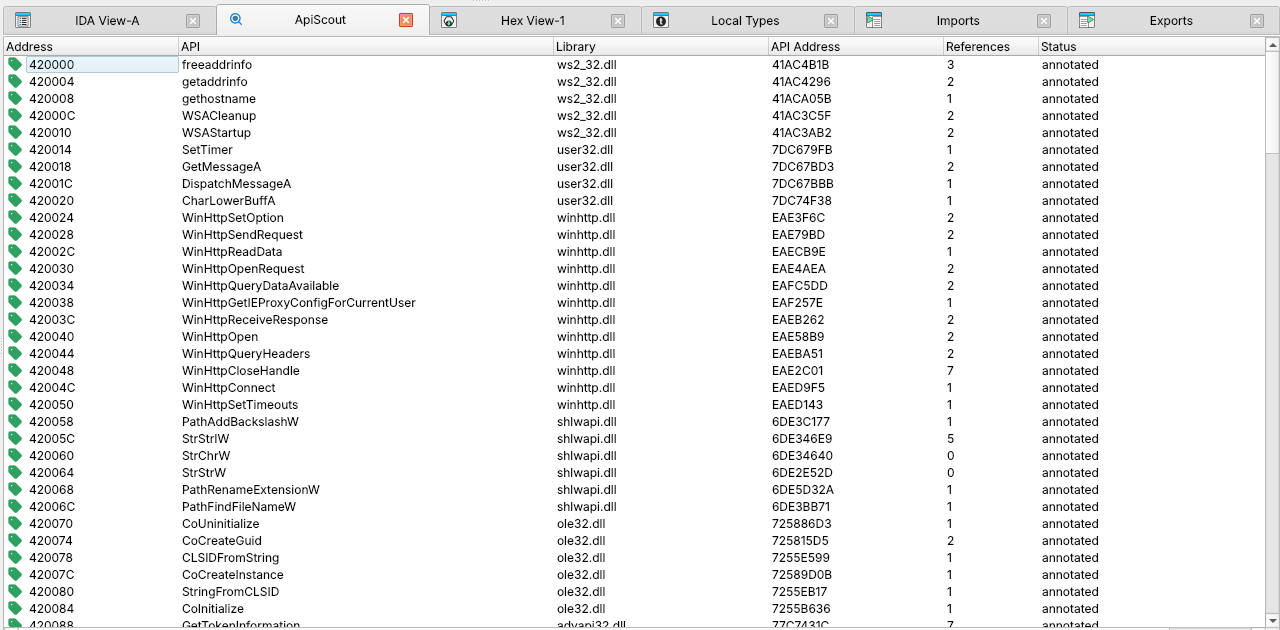 IDA View-A ApiScout Hex View-1 Local Types Imports Exports
Address API Library API Address References Status
420000 freeaddrinfo ws2_32.dll 41AC4B1B 3 annotated
420004 getaddrinfo ws2_32.dll 41AC4296 2 annotated
420008 gethostname ws2_32.dll 41ACA05B 1 annotated
42000C WSACleanup ws2_32.dll 41AC3C5F 2 annotated
420010 WSAStartup ws2_32.dll 41AC3AB2 2 annotated
420014 SetTimer user32.dll 7DC679FB 1 annotated
420018 GetMessageA user32.dll 7DC67BD3 2 annotated
42001C DispatchMessageA user32.dll 7DC67BBB 1 annotated
420020 CharLowerBuffA user32.dll 7DC74F38 1 annotated
420024 WinHttpSetOption winhttp.dll EAE3F6C 2 annotated
420028 WinHttpSendRequest winhttp.dll EAE79BD 2 annotated
42002C WinHttpReadData winhttp.dll EAECB9E 1 annotated
420030 WinHttpOpenRequest winhttp.dll EAE4AEA 2 annotated
420034 WinHttpQueryDataAvailable winhttp.dll EAFC5DD 2 annotated
420038 WinHttpGetIEProxyConfigForCurrentUser winhttp.dll EAF257E 1 annotated
42003C WinHttpReceiveResponse winhttp.dll EAEB262 2 annotated
420040 WinHttpOpen winhttp.dll EAE58B9 2 annotated
420044 WinHttpQueryHeaders winhttp.dll EAEBA51 2 annotated
420048 WinHttpCloseHandle winhttp.dll EAE2C01 7 annotated
42004C WinHttpConnect winhttp.dll EAED9F5 1 annotated
420050 WinHttpSetTimeouts winhttp.dll EAED143 1 annotated
420058 PathAddBackslashW shlwapi.dll 6DE3C177 1 annotated
42005C StrStrIW shlwapi.dll 6DE346E9 5 annotated
420060 StrChrW shlwapi.dll 6DE34640 0 annotated
420064 StrStrW shlwapi.dll 6DE2E52D 0 annotated
420068 PathRenameExtensionW shlwapi.dll 6DE5D32A 1 annotated
42006C PathFindFileNameW shlwapi.dll 6DE3BB71 1 annotated
420070 CoUninitialize ole32.dll 725886D3 1 annotated
420074 CoCreateGuid ole32.dll 725815D5 2 annotated
420078 CLSIDFromString ole32.dll 7255E599 1 annotated
42007C CoCreateInstance ole32.dll 72589D0B 1 annotated
420080 StringFromCLSID ole32.dll 7255EB17 1 annotated
420084 CoInitialize ole32.dll 7255B636 1 annotated
420088 GetTokenInformation advapi32.dll 77C7431C 7 annotated